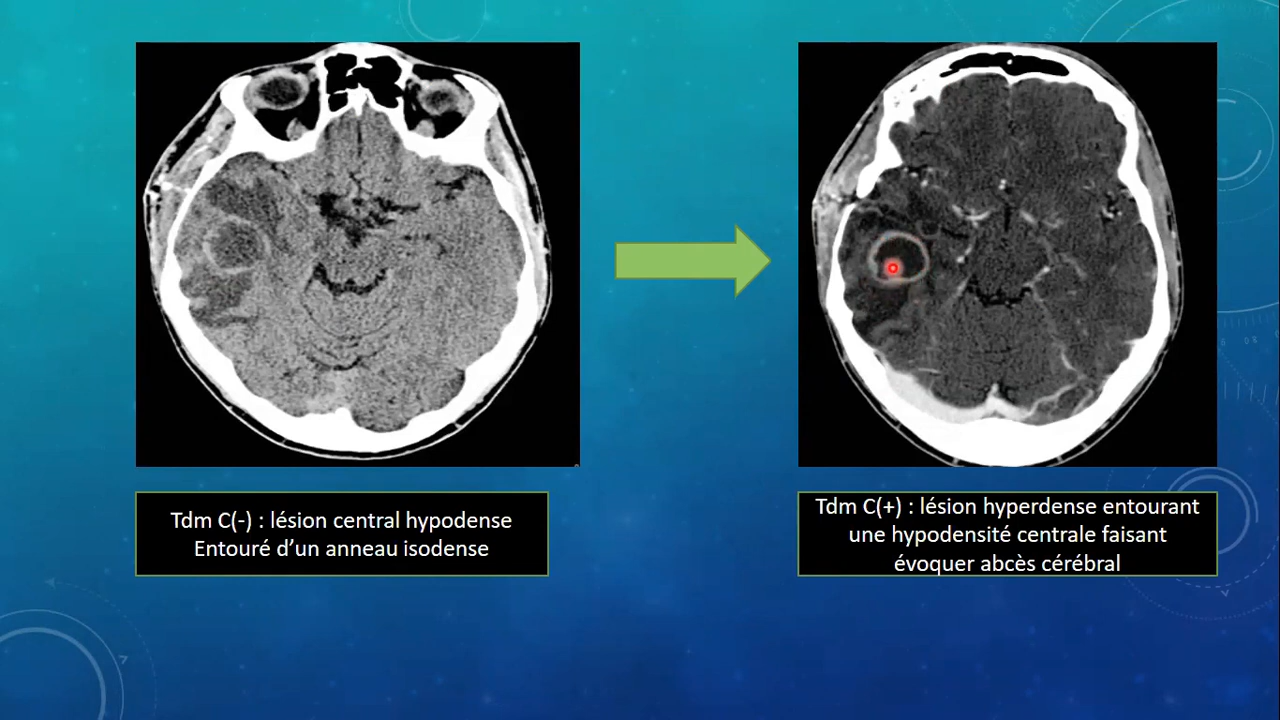 Tdm C(-) : lésion central hypodense
Entouré d’un anneau isodense
Tdm C(+) : lésion hyperdense entourant
une hypodensité centrale faisant
évoquer abcès cérébral